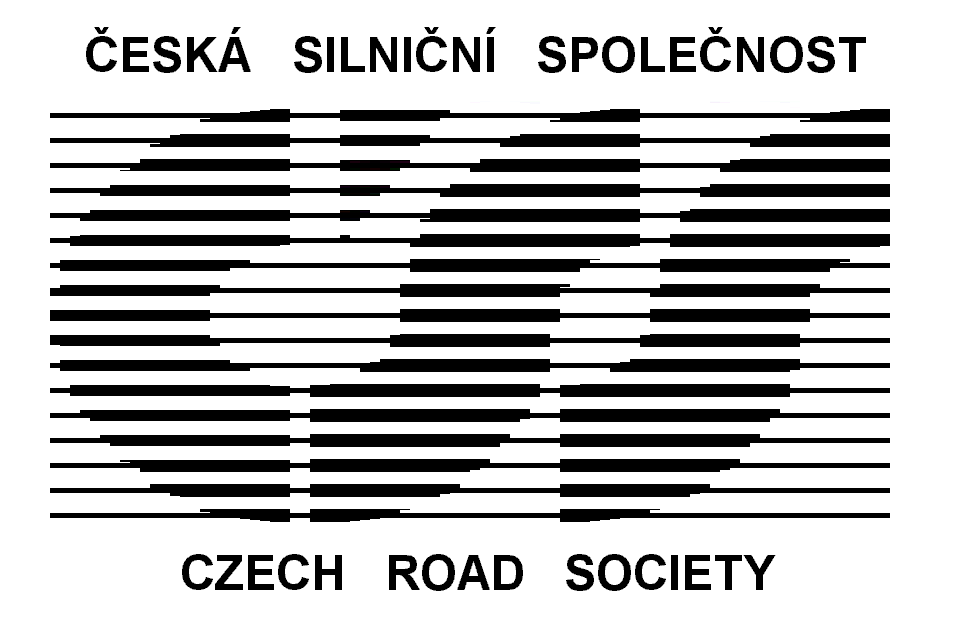 ČESKÁ SILNIČNÍ SPOLEČNOST
CZECH ROAD SOCIETY